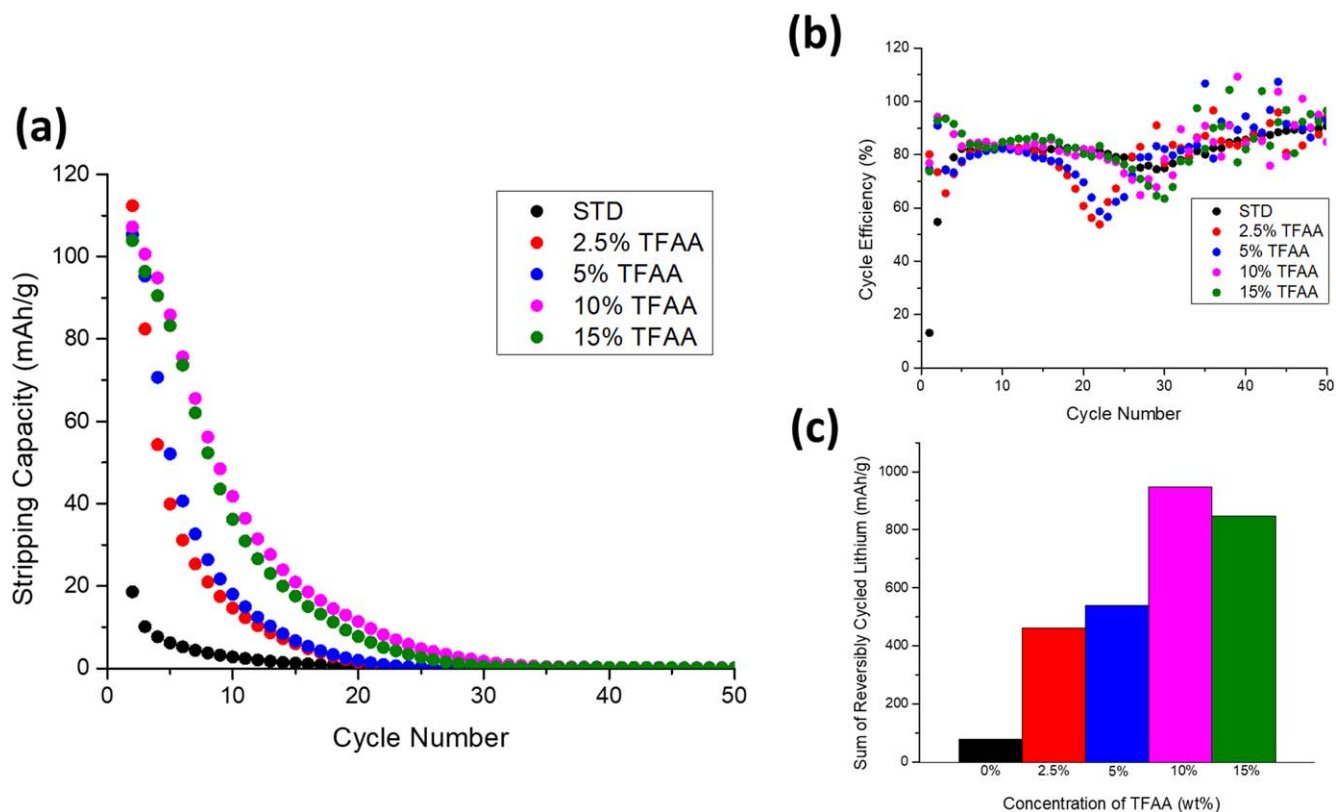 (a)
Stripping Capacity (mAh/g)
120
100
80
60
40
20
0
0 10 20 30 40 50
Cycle Number
STD
2.5% TFAA
5% TFAA
10% TFAA
15% TFAA
(b)
Cycle Efficiency (%)
120
100
80
60
40
20
0
0 10 20 30 40 50
Cycle Number
STD
2.5% TFAA
5% TFAA
10% TFAA
15% TFAA
(c)
Sum of Reversibly Cycled Lithium (mAh/g)
1000
800
600
400
200
0
0% 2.5% 5% 10% 15%
Concentration of TFAA (wt%)